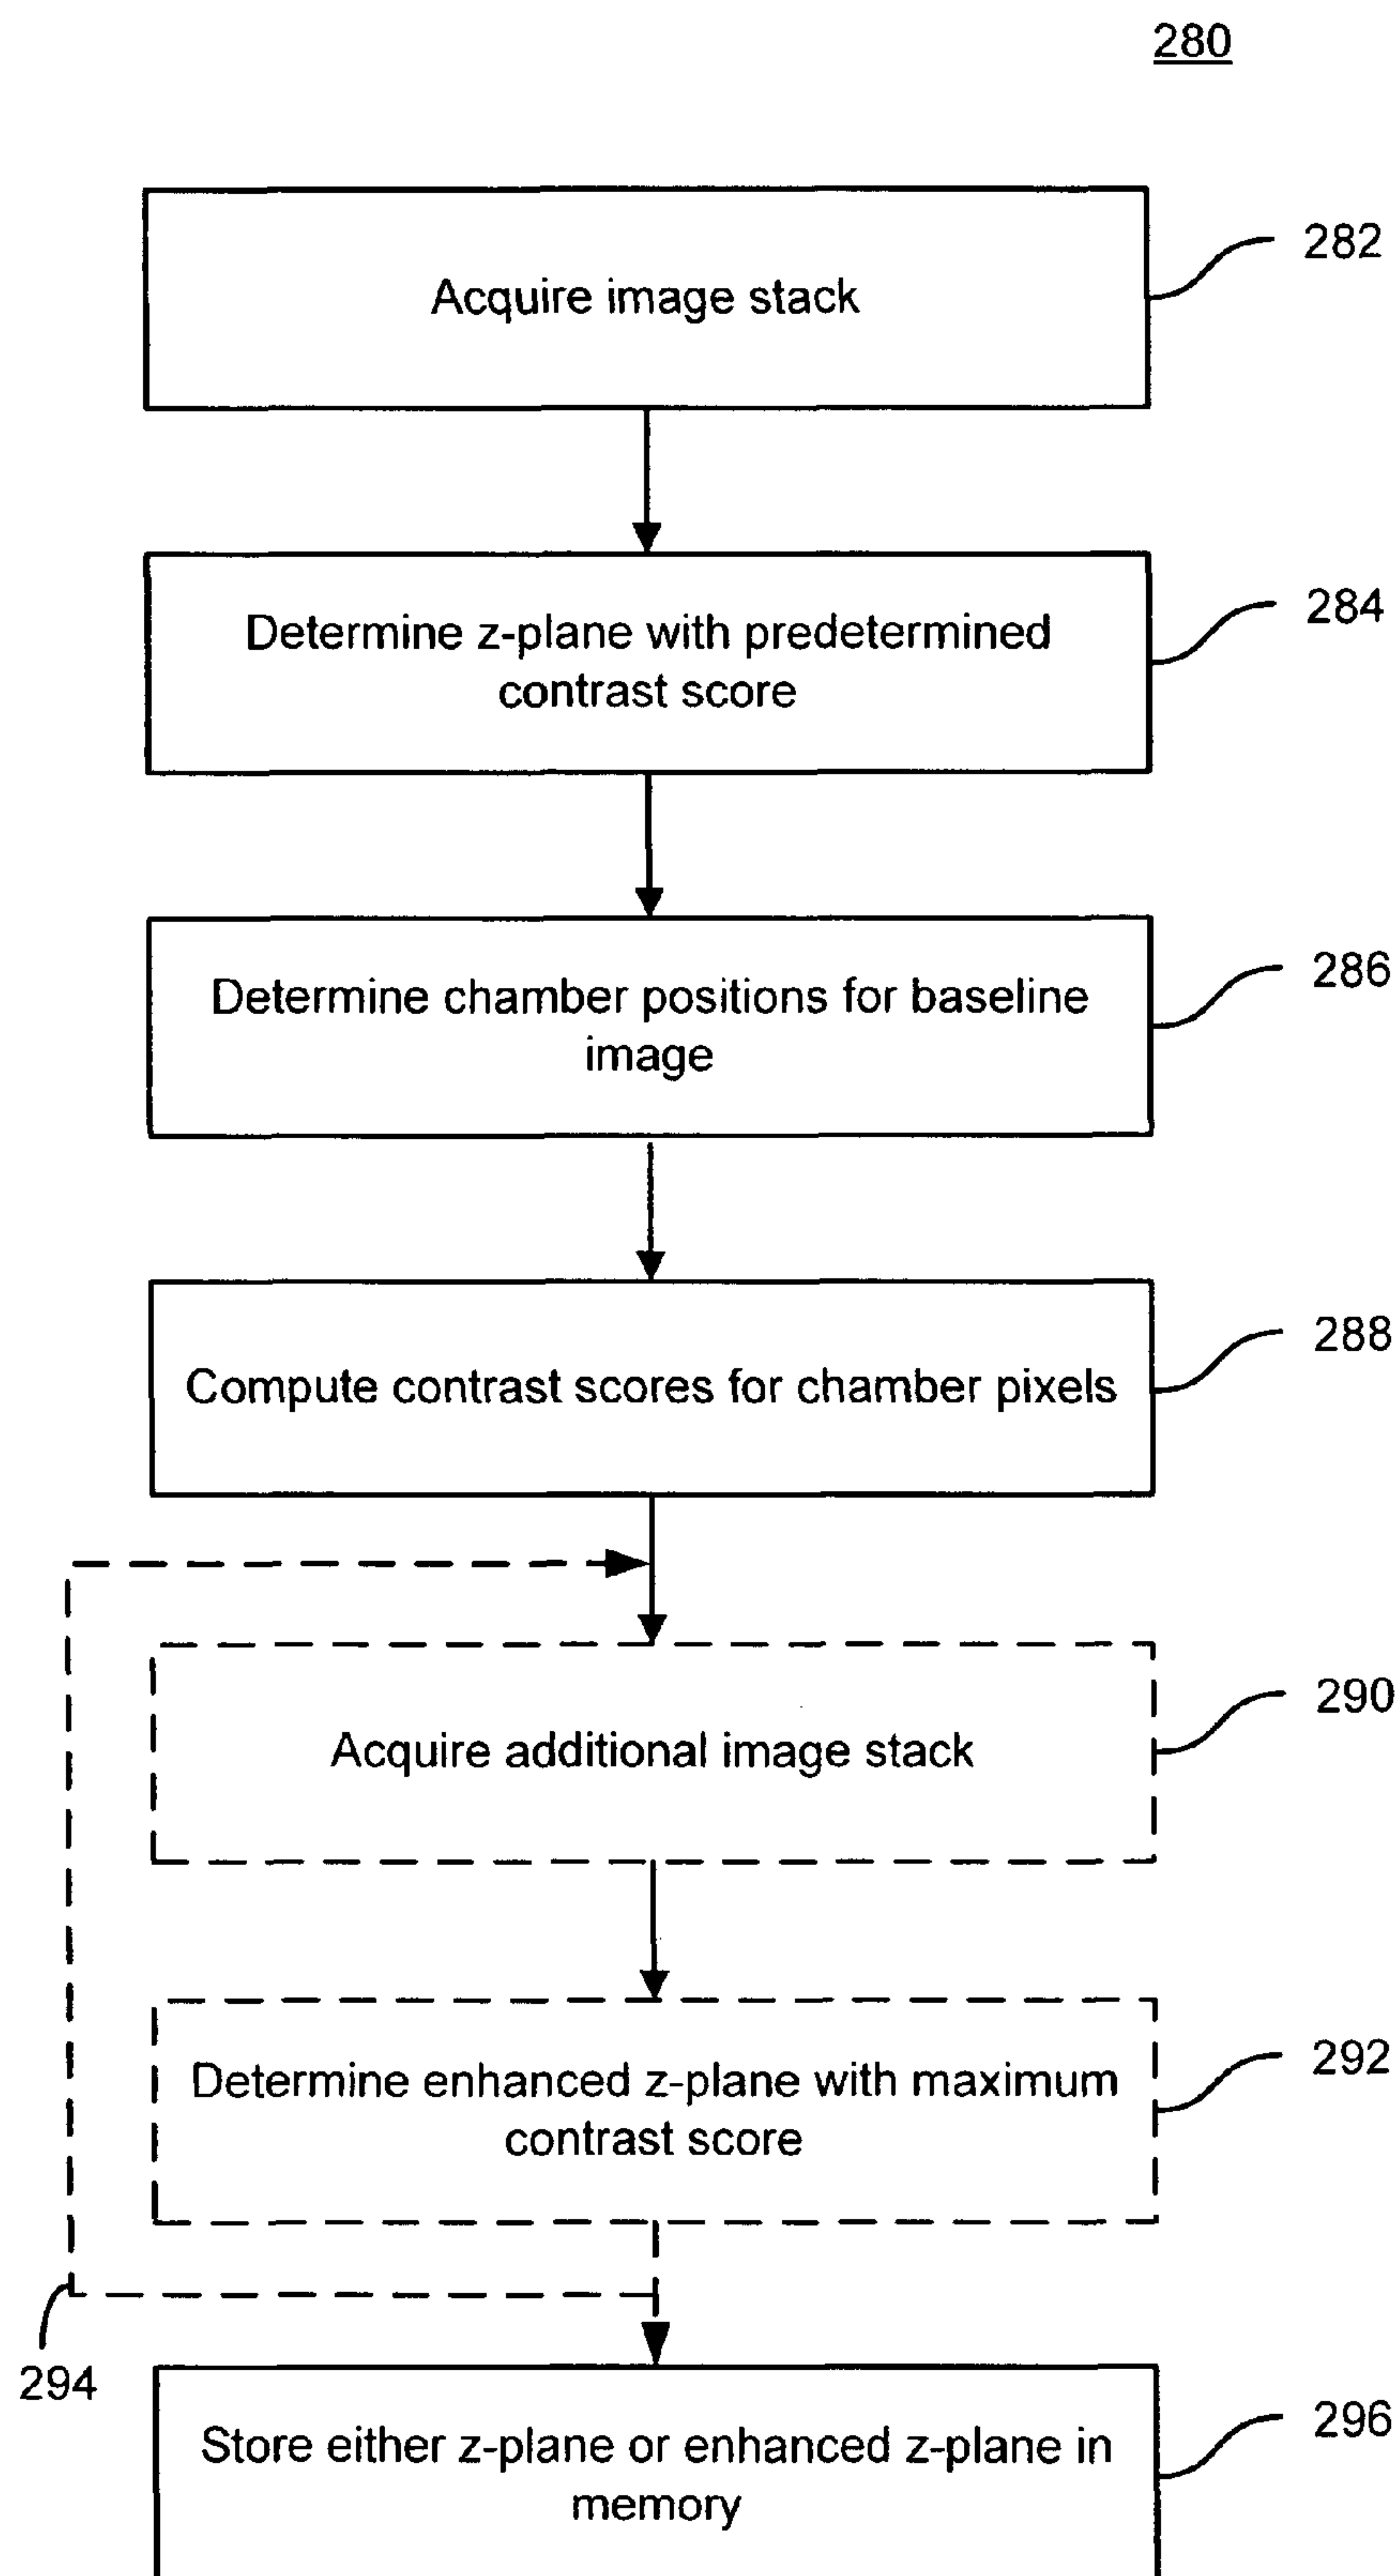 280
Acquire image stack
282
Determine z-plane with predetermined
contrast score
284
Determine chamber positions for baseline
image
286
Compute contrast scores for chamber pixels
288
Acquire additional image stack
290
Determine enhanced z-plane with maximum
contrast score
292
294
Store either z-plane or enhanced z-plane in
memory
296